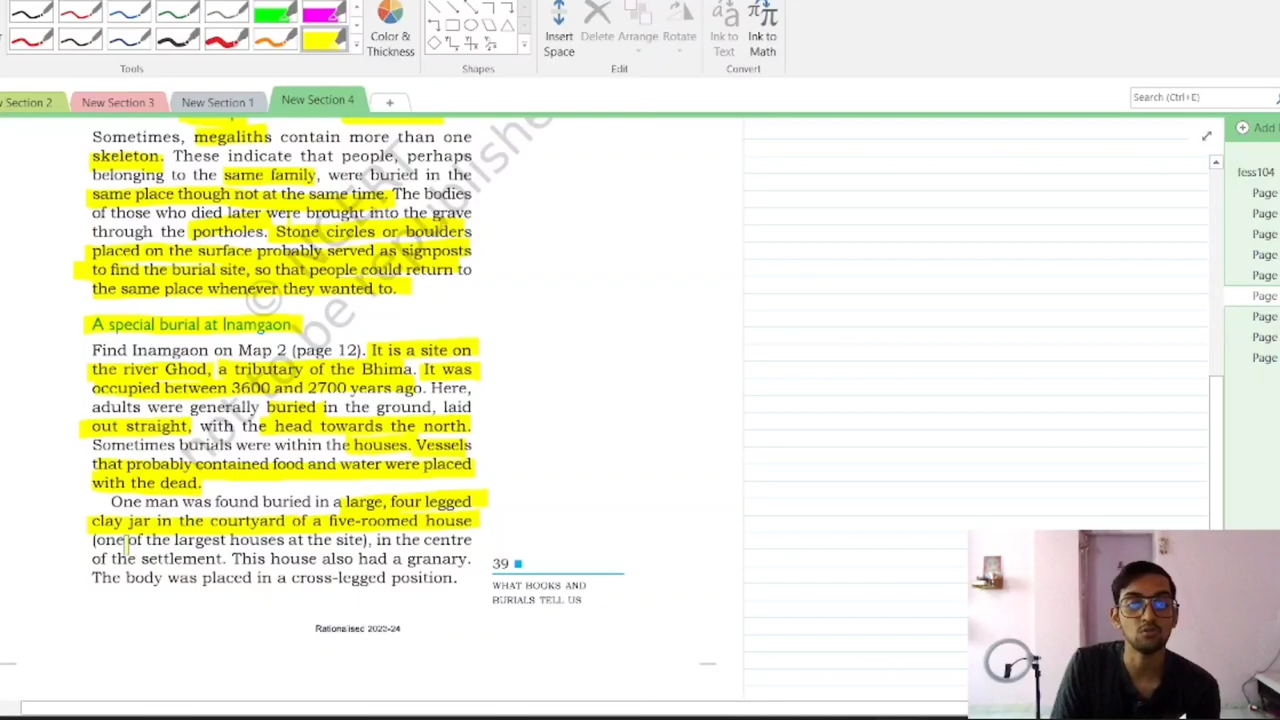 Color &
Thickness
Insert
Space
Delete
Arrange
Rotate
Ink to
Text
Ink to
Math
Tools
Shapes
Edit
Convert
w Section 2
New Section 3
New Section 1
New Section 4
+
Search (Ctrl+E)
Add
Sometimes, megaliths contain more than one
skeleton. These indicate that people, perhaps
belonging to the same family, were buried in the
same place though not at the same time. The bodies
of those who died later were brought into the grave
through the portholes. Stone circles or boulders
placed on the surface probably served as signposts
to find the burial site, so that people could return to
the same place whenever they wanted to.
© NCERT
not to be republishe
A special burial at Inamgaon
Find Inamgaon on Map 2 (page 12). It is a site on
the river Ghod, a tributary of the Bhima. It was
occupied between 3600 and 2700 years ago. Here,
adults were generally buried in the ground, laid
out straight, with the head towards the north.
Sometimes burials were within the houses. Vessels
that probably contained food and water were placed
with the dead.
One man was found buried in a large, four legged
clay jar in the courtyard of a five-roomed house
(one of the largest houses at the site), in the centre
of the settlement. This house also had a granary.
The body was placed in a cross-legged position.
39
WHAT BOOKS AND
BURIALS TELL US
Rationalised 2023-24
fess104
Page
Page
Page
Page
Page
Page
Page
Page
Page